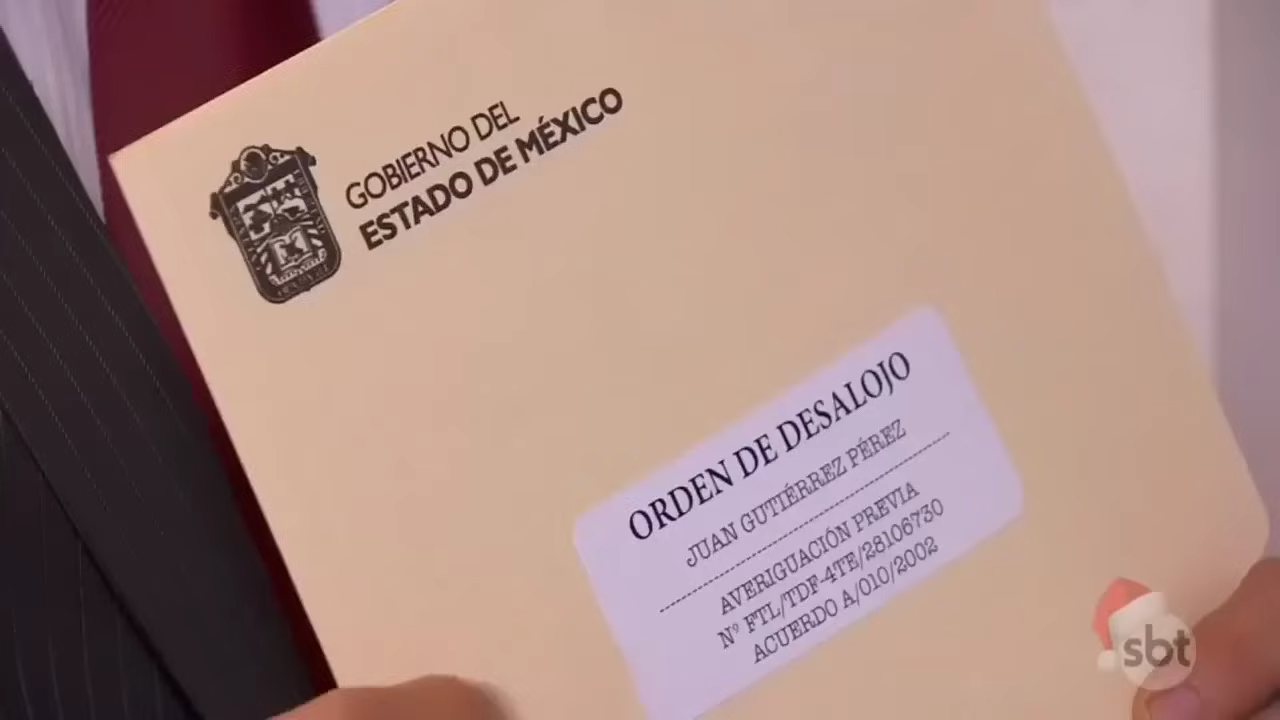 GOBIERNO DEL
ESTADO DE MÉXICO
ORDEN DE DESALOJO
JUAN GUTIÉRREZ PÉREZ
AVERIGUACIÓN PREVIA
Nº FTL/TDF-4TE/28106730
ACUERDO A/010/2002
sbt